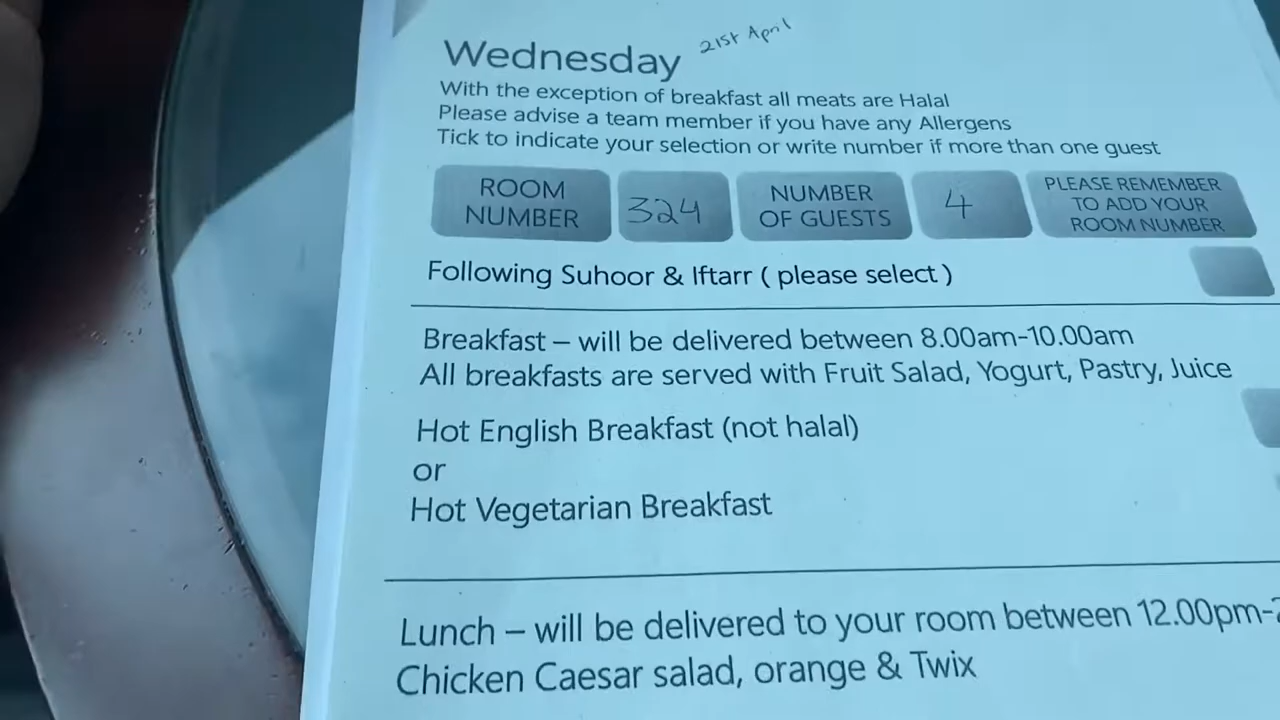 Wednesday 21st April
With the exception of breakfast all meats are Halal
Please advise a team member if you have any Allergens
Tick to indicate your selection or write number if more than one guest
ROOM NUMBER 324 NUMBER OF GUESTS 4 PLEASE REMEMBER TO ADD YOUR ROOM NUMBER
Following Suhoor & Iftarr ( please select )
Breakfast – will be delivered between 8.00am-10.00am
All breakfasts are served with Fruit Salad, Yogurt, Pastry, Juice
Hot English Breakfast (not halal)
or
Hot Vegetarian Breakfast
Lunch – will be delivered to your room between 12.00pm-
Chicken Caesar salad, orange & Twix